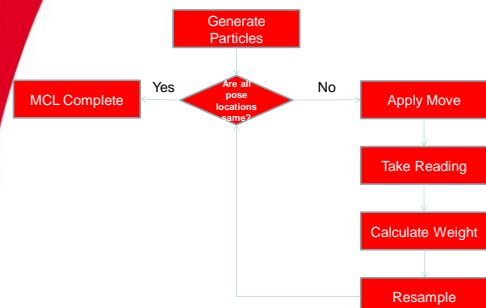 Generate
Particles
Yes
Are all
pose
locations
same?
No
MCL Complete
Apply Move
Take Reading
Calculate Weight
Resample